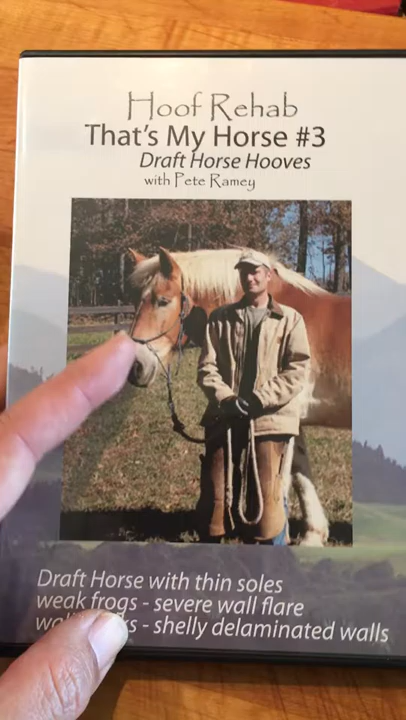 Hoof Rehab
That's My Horse #3
Draft Horse Hooves
with Pete Ramey
Draft Horse with thin soles
weak frogs - severe wall flare
- shelly delaminated walls